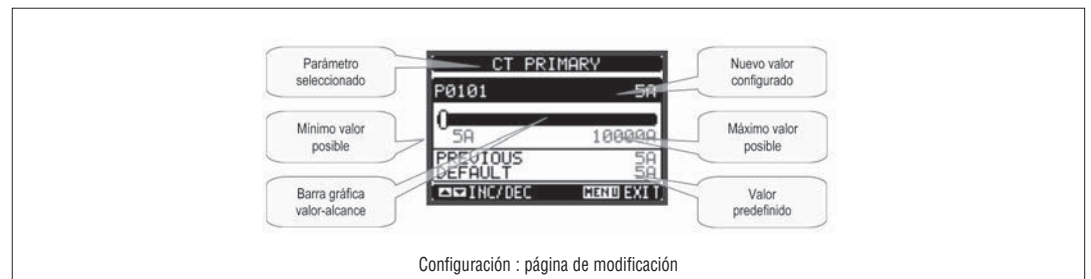 Parámetro
seleccionado
Mínimo valor
posible
Barra gráfica
valor-alcance
CT PRIMARY
P0101 5A
5A 10000A
PREVIOUS 5A
DEFAULT 5A
▲▼ INC/DEC MENU EXIT
Nuevo valor
configurado
Máximo valor
posible
Valor
predefinido
Configuración : página de modificación